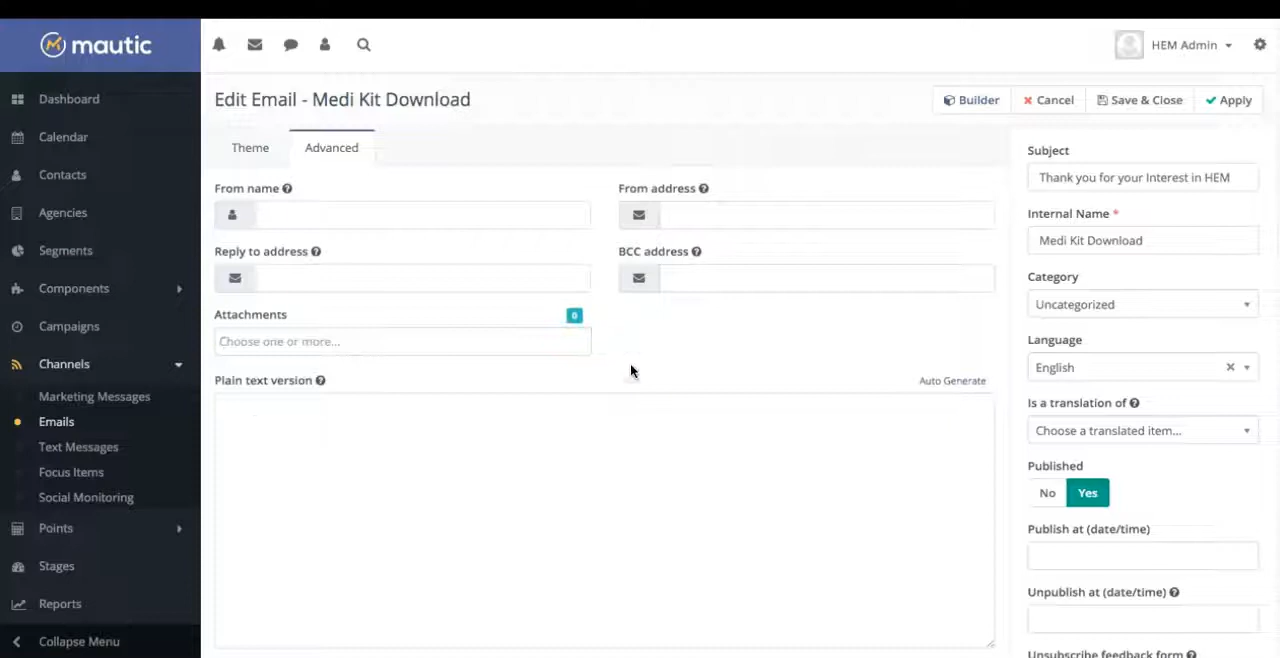 mautic
HEM Admin
Dashboard
Calendar
Contacts
Agencies
Segments
Components
Campaigns
Channels
Marketing Messages
Emails
Text Messages
Focus Items
Social Monitoring
Points
Stages
Reports
Collapse Menu
Edit Email - Medi Kit Download
Builder
Cancel
Save & Close
Apply
Theme
Advanced
From name
From address
Reply to address
BCC address
Attachments
0
Choose one or more...
Plain text version
Auto Generate
Subject
Thank you for your Interest in HEM
Internal Name *
Medi Kit Download
Category
Uncategorized
Language
English
Is a translation of
Choose a translated item...
Published
No
Yes
Publish at (date/time)
Unpublish at (date/time)
Unsubscribe feedback form